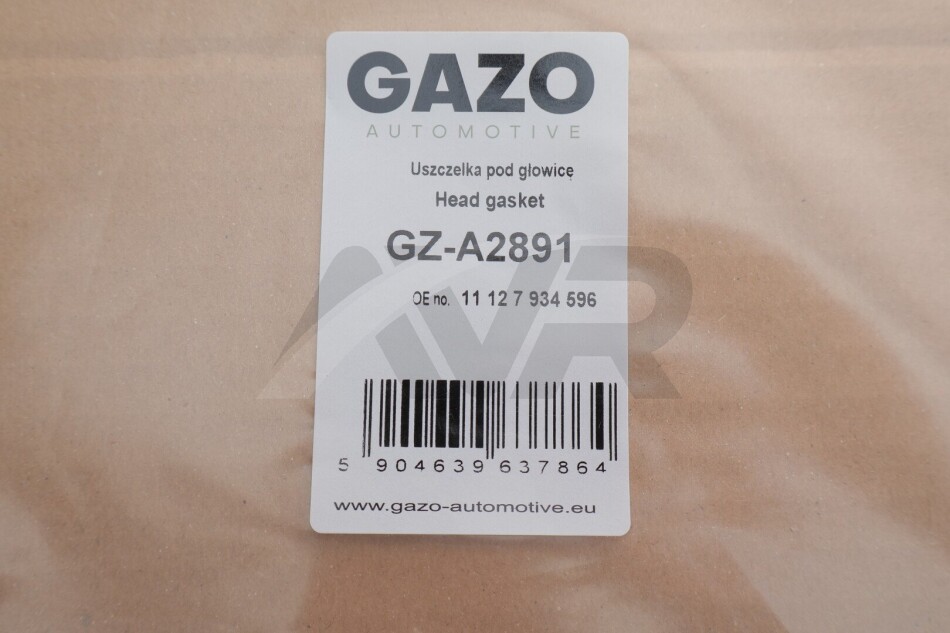 GAZO
AUTOMOTIVE
Uszczelka pod głowicę
Head gasket
GZ-A2891
OE no. 11 12 7 934 596
AVR
5 904639 637864
www.gazo-automotive.eu